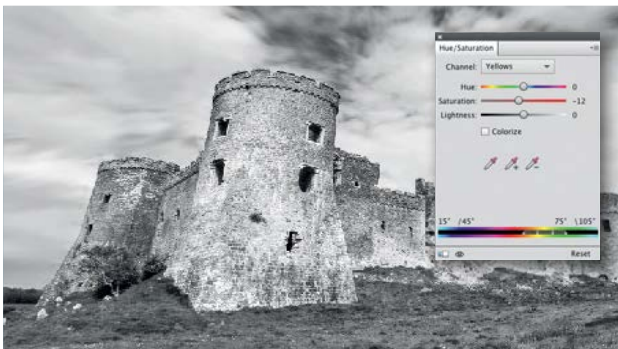 Hue/Saturation
Channel: Yellows
Hue: 0
Saturation: -12
Lightness: 0
Colorize
15° /45° 75° \105°
Reset